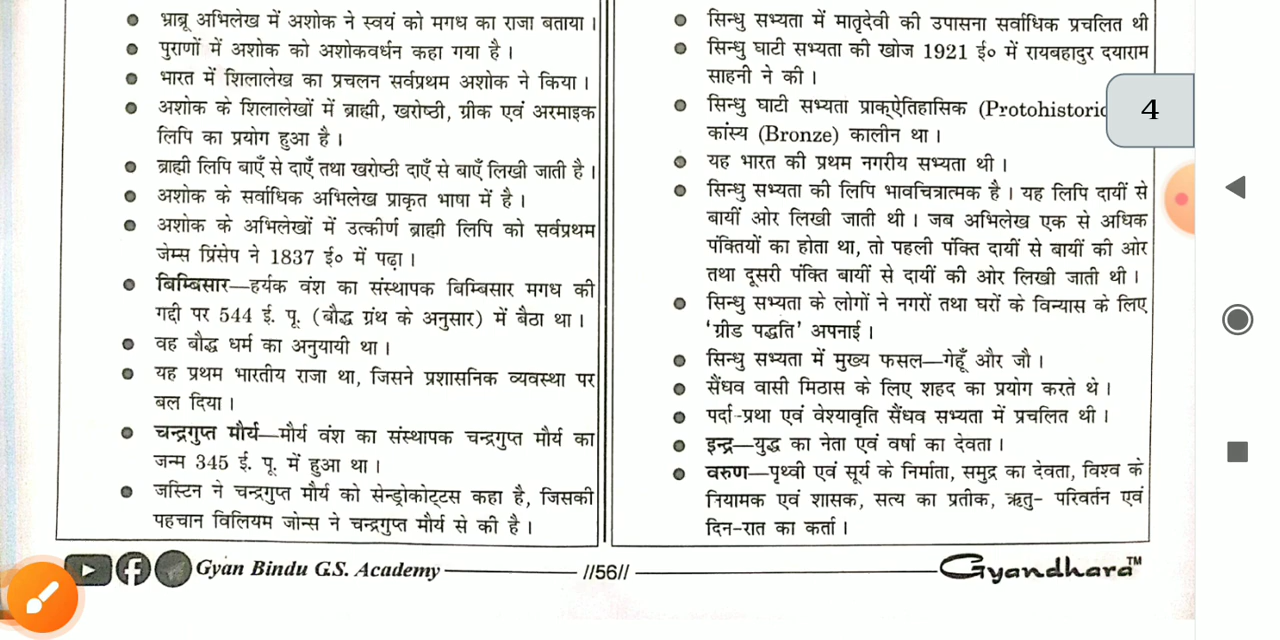 भ्राब्रू अभिलेख में अशोक ने स्वयं को मगध का राजा बताया।
पुराणों में अशोक को अशोकवर्धन कहा गया है।
भारत में शिलालेख का प्रचलन सर्वप्रथम अशोक ने किया।
अशोक के शिलालेखों में ब्राह्मी, खरोष्ठी, ग्रीक एवं अरमाइक
लिपि का प्रयोग हुआ है।
ब्राह्मी लिपि बाएँ से दाएँ तथा खरोष्ठी दाएँ से बाएँ लिखी जाती है।
अशोक के सर्वाधिक अभिलेख प्राकृत भाषा में है।
अशोक के अभिलेखों में उत्कीर्ण ब्राह्मी लिपि को सर्वप्रथम
जेम्स प्रिंसेप ने 1837 ई० में पढ़ा।
बिम्बिसार—हर्यक वंश का संस्थापक बिम्बिसार मगध की
गद्दी पर 544 ई. पू. (बौद्ध ग्रंथ के अनुसार) में बैठा था।
वह बौद्ध धर्म का अनुयायी था।
यह प्रथम भारतीय राजा था, जिसने प्रशासनिक व्यवस्था पर
बल दिया।
चन्द्रगुप्त मौर्य—मौर्य वंश का संस्थापक चन्द्रगुप्त मौर्य का
जन्म 345 ई. पू. में हुआ था।
जस्टिन ने चन्द्रगुप्त मौर्य को सेन्ड्रोकोट्टस कहा है, जिसकी
पहचान विलियम जोन्स ने चन्द्रगुप्त मौर्य से की है।
सिन्धु सभ्यता में मातृदेवी की उपासना सर्वाधिक प्रचलित थी
सिन्धु घाटी सभ्यता की खोज 1921 ई० में रायबहादुर दयाराम
साहनी ने की।
सिन्धु घाटी सभ्यता प्राक्ऐतिहासिक (Protohistoric
कांस्य (Bronze) कालीन था।
यह भारत की प्रथम नगरीय सभ्यता थी।
सिन्धु सभ्यता की लिपि भावचित्रात्मक है। यह लिपि दायीं से
बायीं ओर लिखी जाती थी। जब अभिलेख एक से अधिक
पंक्तियों का होता था, तो पहली पंक्ति दायीं से बायीं की ओर
तथा दूसरी पंक्ति बायीं से दायीं की ओर लिखी जाती थी।
सिन्धु सभ्यता के लोगों ने नगरों तथा घरों के विन्यास के लिए
‘ग्रीड पद्धति’ अपनाई।
सिन्धु सभ्यता में मुख्य फसल—गेहूँ और जौ।
सैंधव वासी मिठास के लिए शहद का प्रयोग करते थे।
पर्दा-प्रथा एवं वेश्यावृति सैंधव सभ्यता में प्रचलित थी।
इन्द्र—युद्ध का नेता एवं वर्षा का देवता।
वरुण—पृथ्वी एवं सूर्य के निर्माता, समुद्र का देवता, विश्व के
नियामक एवं शासक, सत्य का प्रतीक, ऋतु- परिवर्तन एवं
दिन-रात का कर्ता।
4
Gyan Bindu G.S. Academy
//56//
Gyandhara™